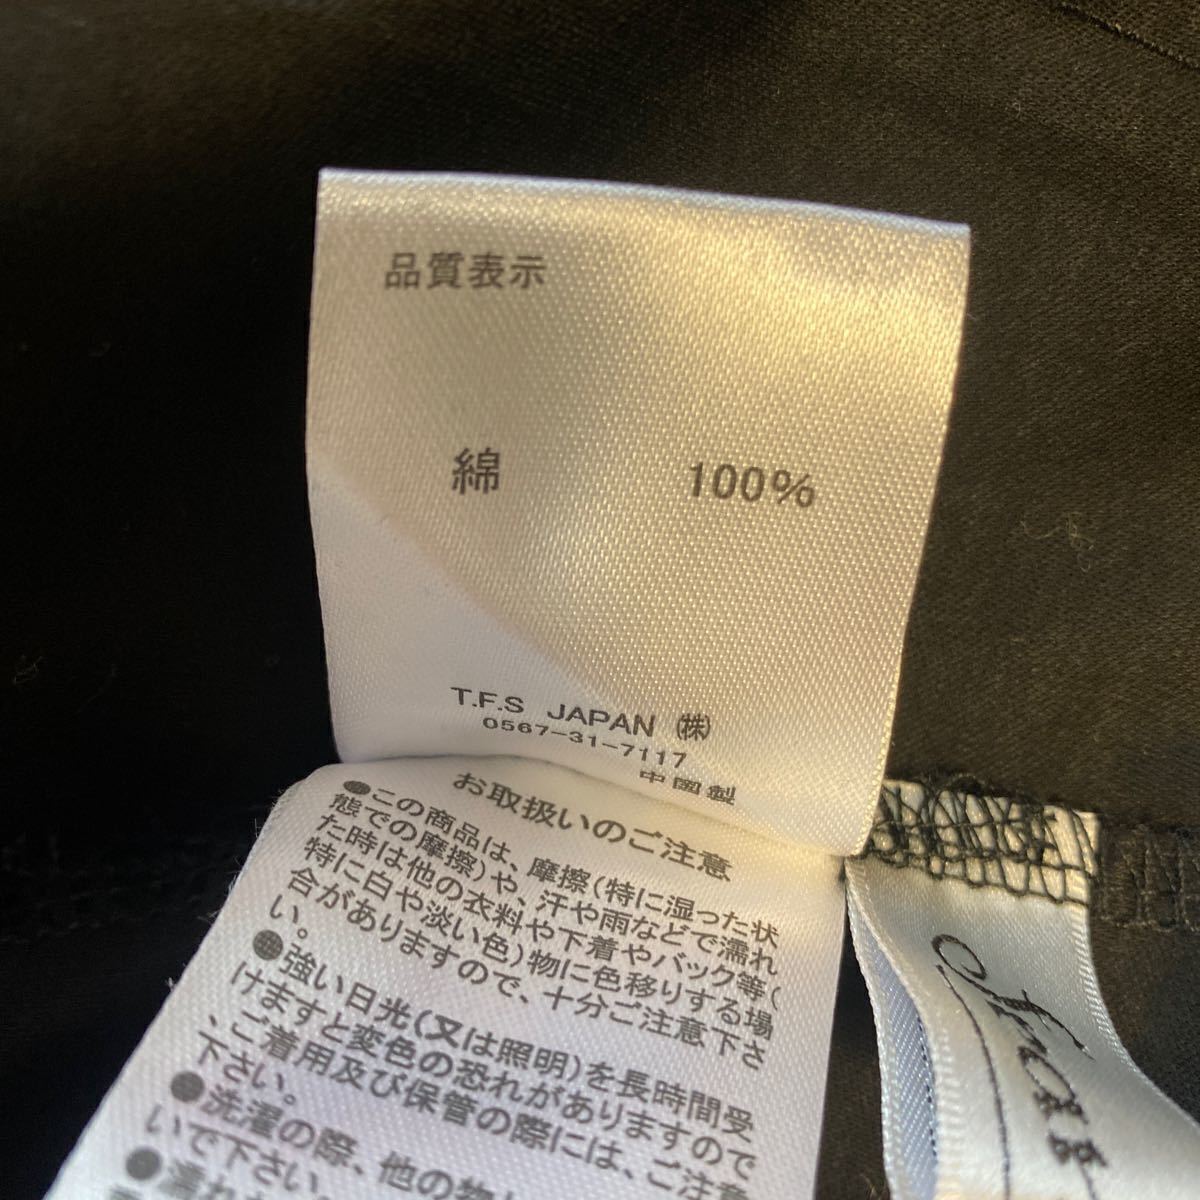 品質表示
綿 100%
T.F.S JAPAN ㈱
0567-31-7117
中国製
お取扱いのご注意
●この商品は、摩擦(特に湿った状
態での摩擦)や、汗や雨などで濡れ
た時は他の衣料や下着やバック等(
特に白や淡い色)物に色移りする場
合がありますので、十分ご注意下さ
い。
●強い日光(又は照明)を長時間受
けますと変色の恐れがありますので
、ご着用及び保管の際には、ご注意
下さい。
●洗濯の際、他の物
いで下さい。